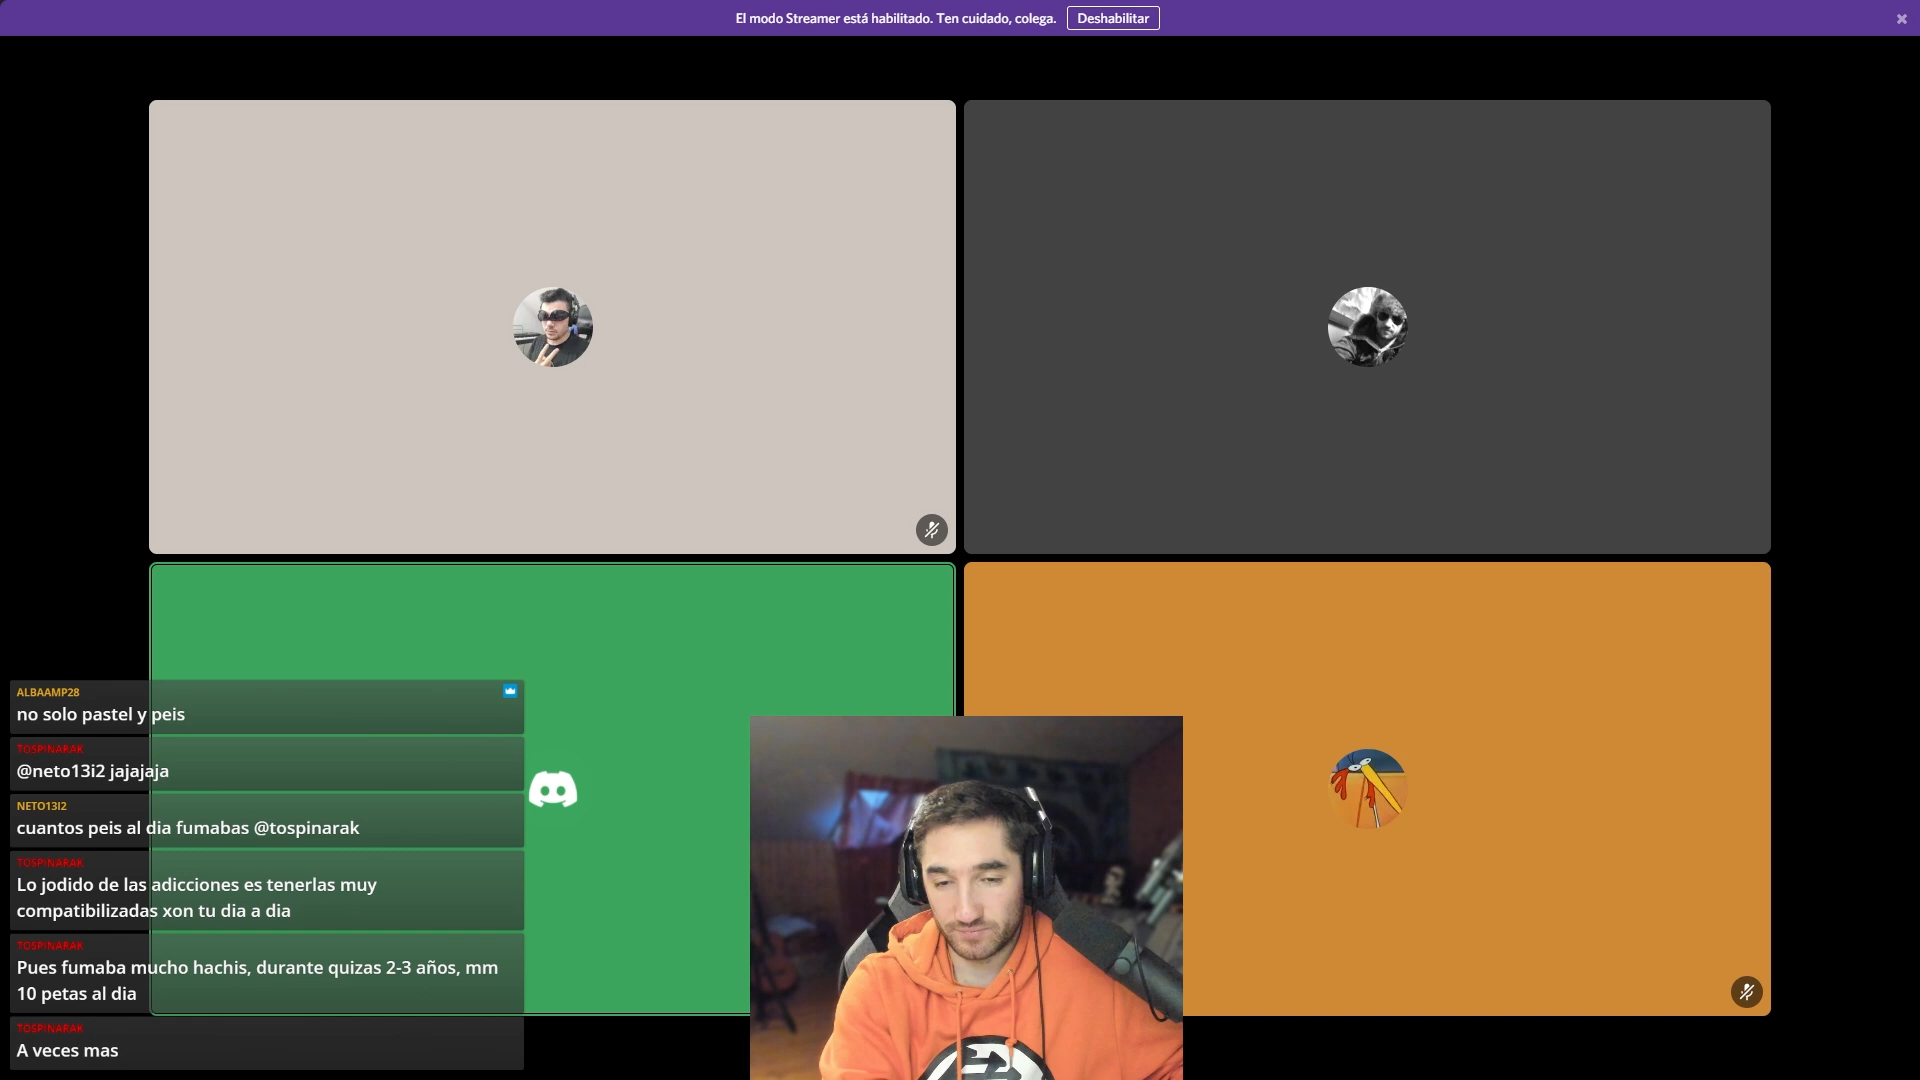 El modo Streamer está habilitado. Ten cuidado, colega. Deshabilitar
ALBAAMP28
no solo pastel y peis
TOSPINARAK
@neto13i2 jajajaja
NETO13I2
cuantos peis al dia fumabas @tospinarak
TOSPINARAK
Lo jodido de las adicciones es tenerlas muy
compatibilizadas xon tu dia a dia
TOSPINARAK
Pues fumaba mucho hachis, durante quizas 2-3 años, mm
10 petas al dia
TOSPINARAK
A veces mas